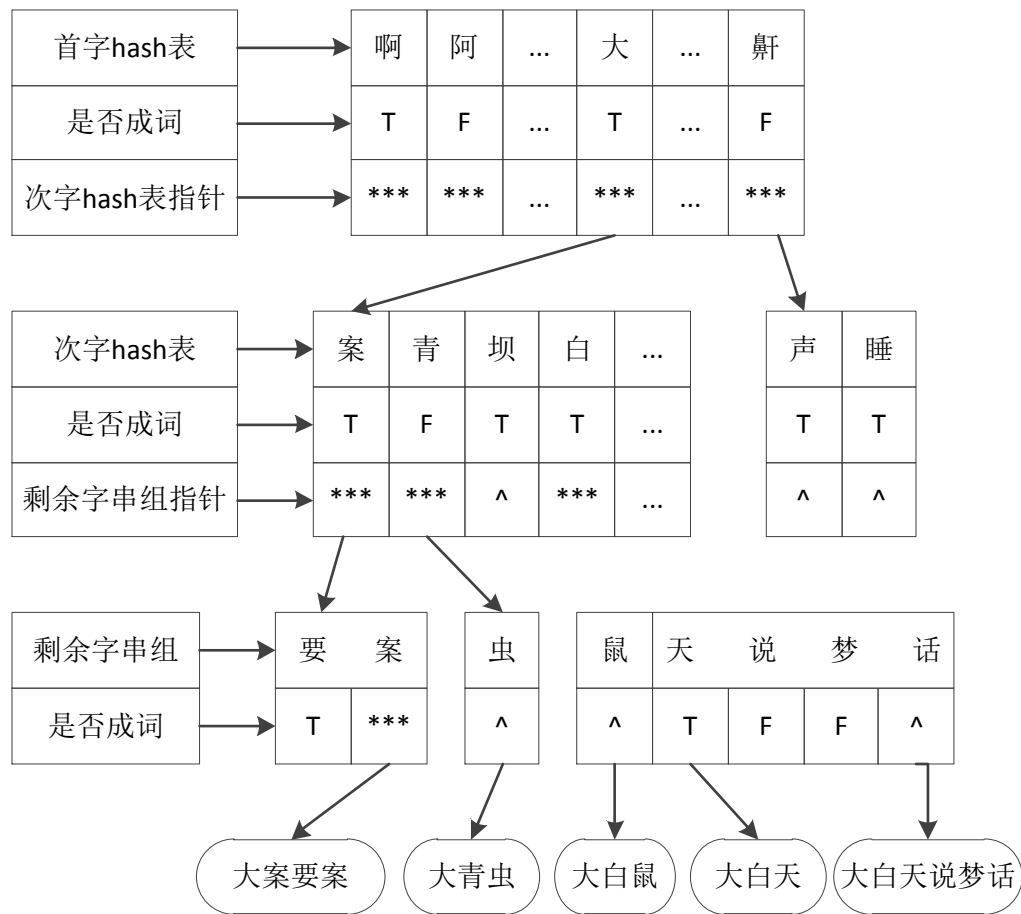 首字hash表 啊 阿 ... 大 ... 鼾
是否成词 T F ... T ... F
次字hash表指针 *** *** ... *** ... ***
次字hash表 案 青 坝 白 ... 声 睡
是否成词 T F T T ... T T
剩余字串组指针 *** *** ^ *** ... ^ ^
剩余字串组 要 案 虫 鼠 天 说 梦 话
是否成词 T *** ^ ^ T F F ^
大案要案 大青虫 大白鼠 大白天 大白天说梦话